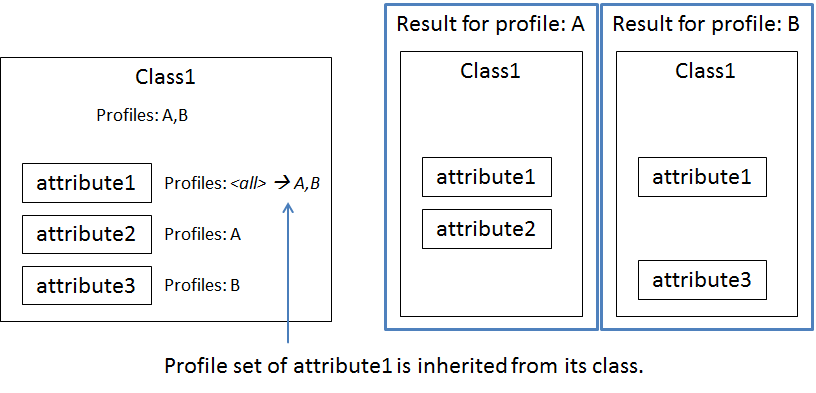 Class1
Profiles: A,B
attribute1 Profiles: <all> → A,B
attribute2 Profiles: A
attribute3 Profiles: B
Result for profile: A
Class1
attribute1
attribute2
Result for profile: B
Class1
attribute1
attribute3
Profile set of attribute1 is inherited from its class.